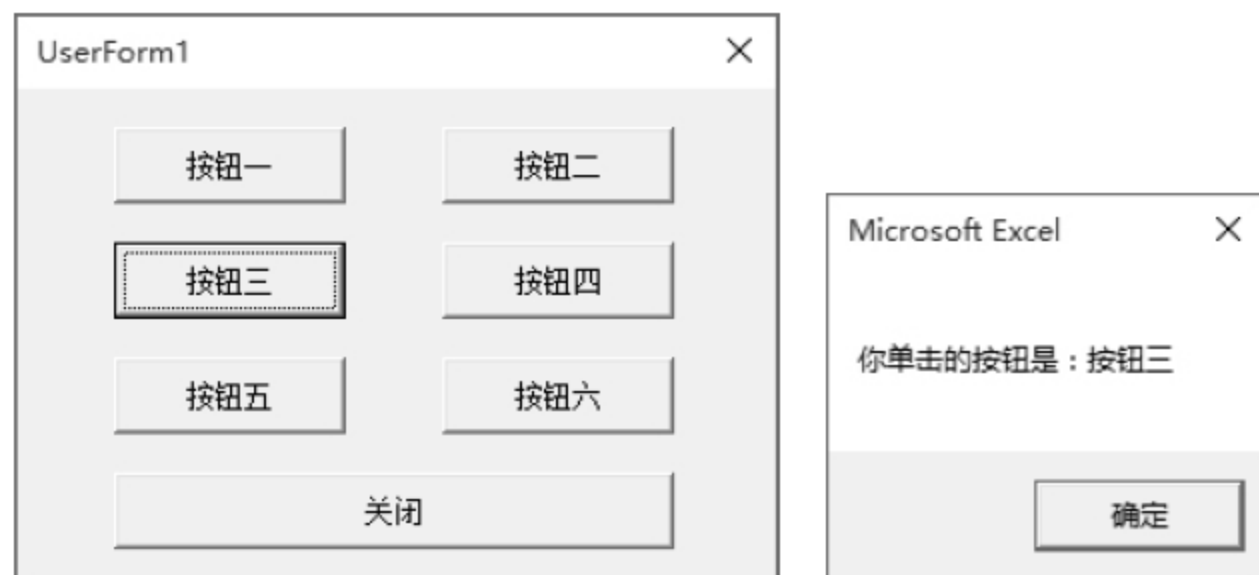 UserForm1
按钮一
按钮二
按钮三
按钮四
按钮五
按钮六
关闭
Microsoft Excel
你单击的按钮是：按钮三
确定